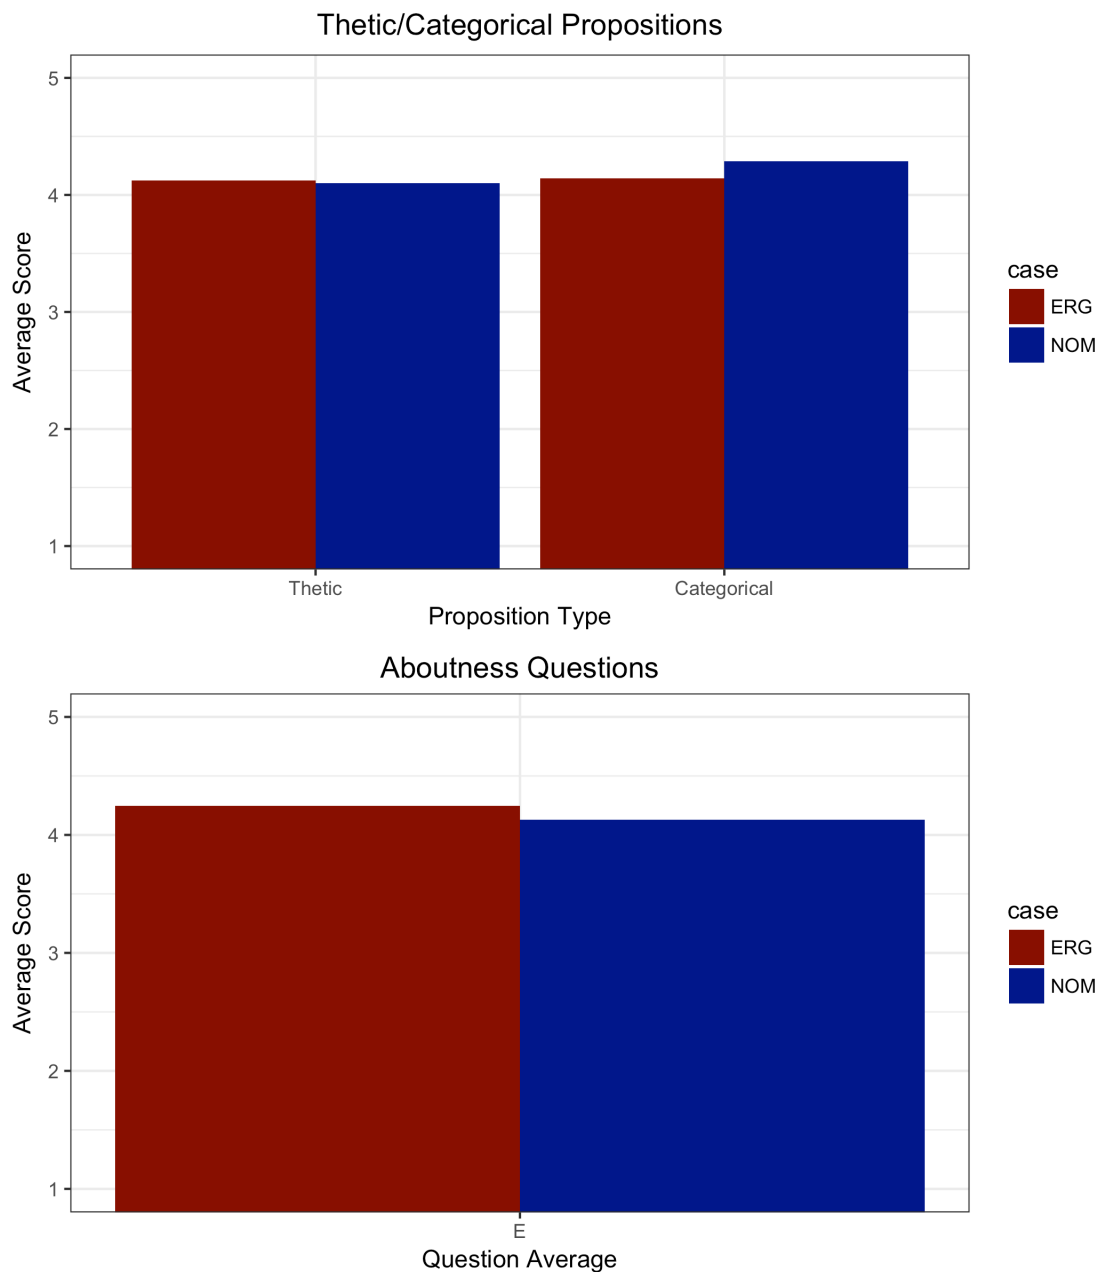 Thetic/Categorical Propositions
5
4
3
2
1
Average Score
Thetic
Categorical
Proposition Type
case
ERG
NOM
Aboutness Questions
5
4
3
2
1
Average Score
E
Question Average
case
ERG
NOM